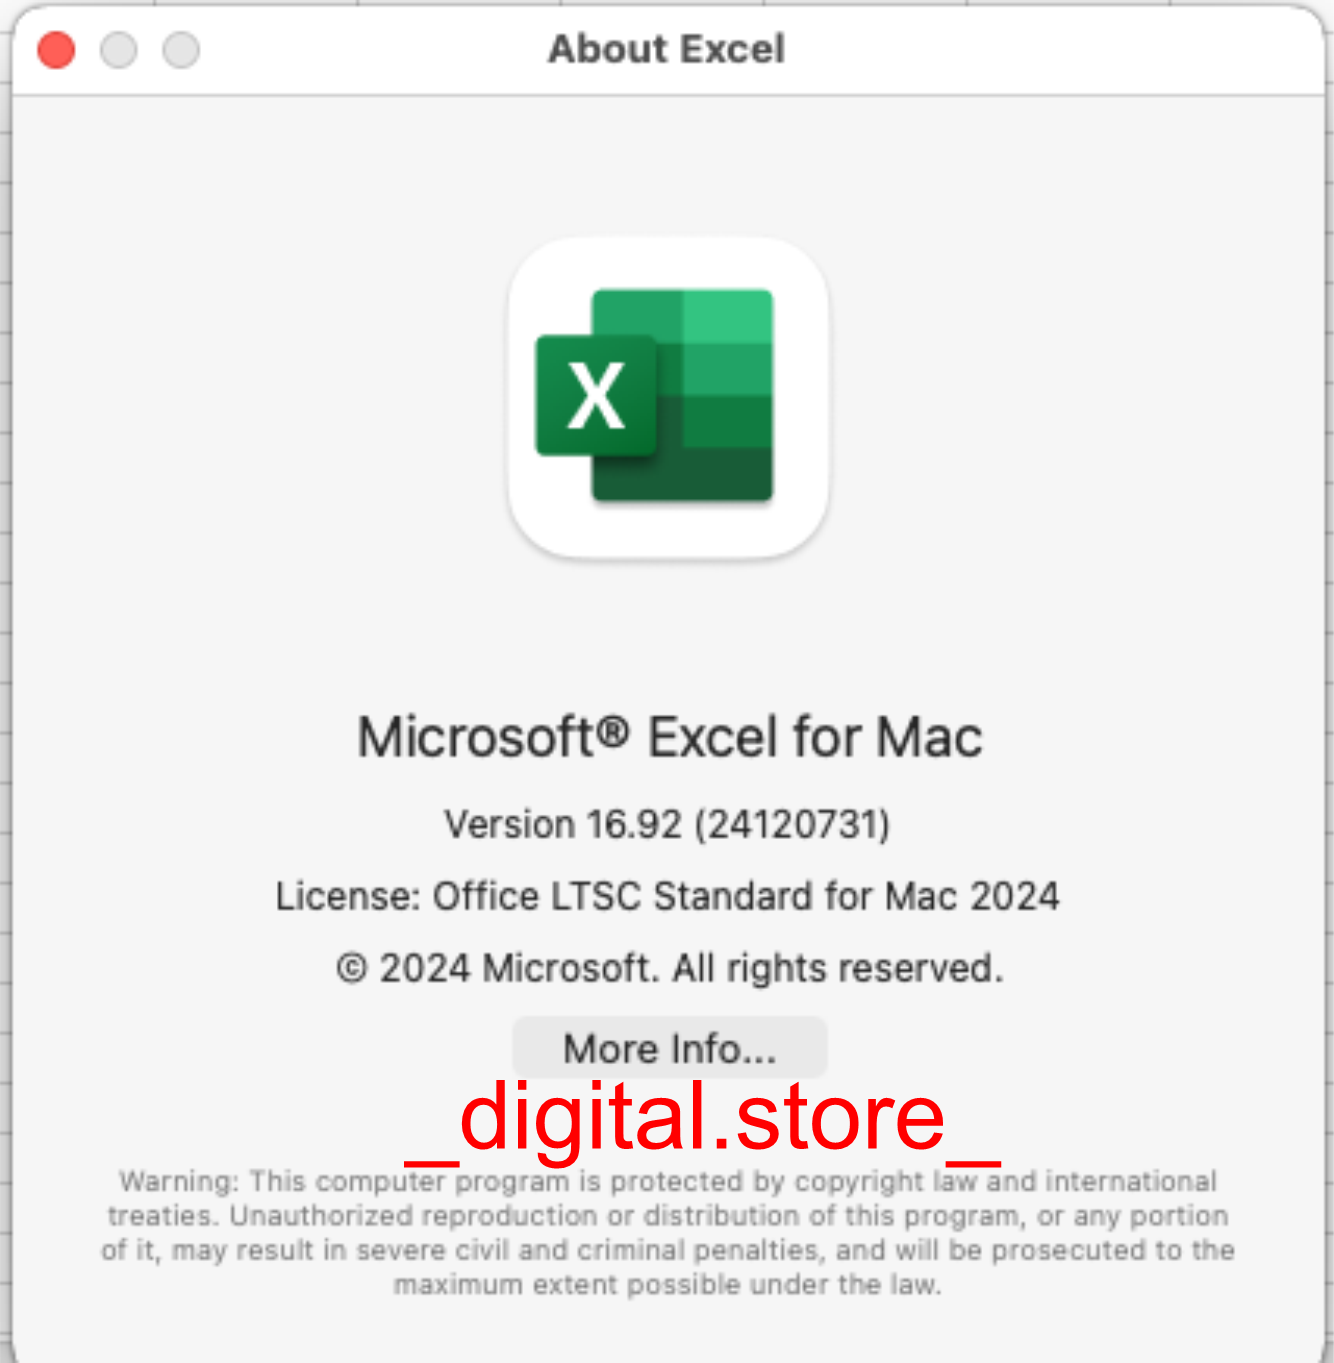 About Excel
X
Microsoft® Excel for Mac
Version 16.92 (24120731)
License: Office LTSC Standard for Mac 2024
© 2024 Microsoft. All rights reserved.
More Info...
_digital.store_
Warning: This computer program is protected by copyright law and international
treaties. Unauthorized reproduction or distribution of this program, or any portion
of it, may result in severe civil and criminal penalties, and will be prosecuted to the
maximum extent possible under the law.